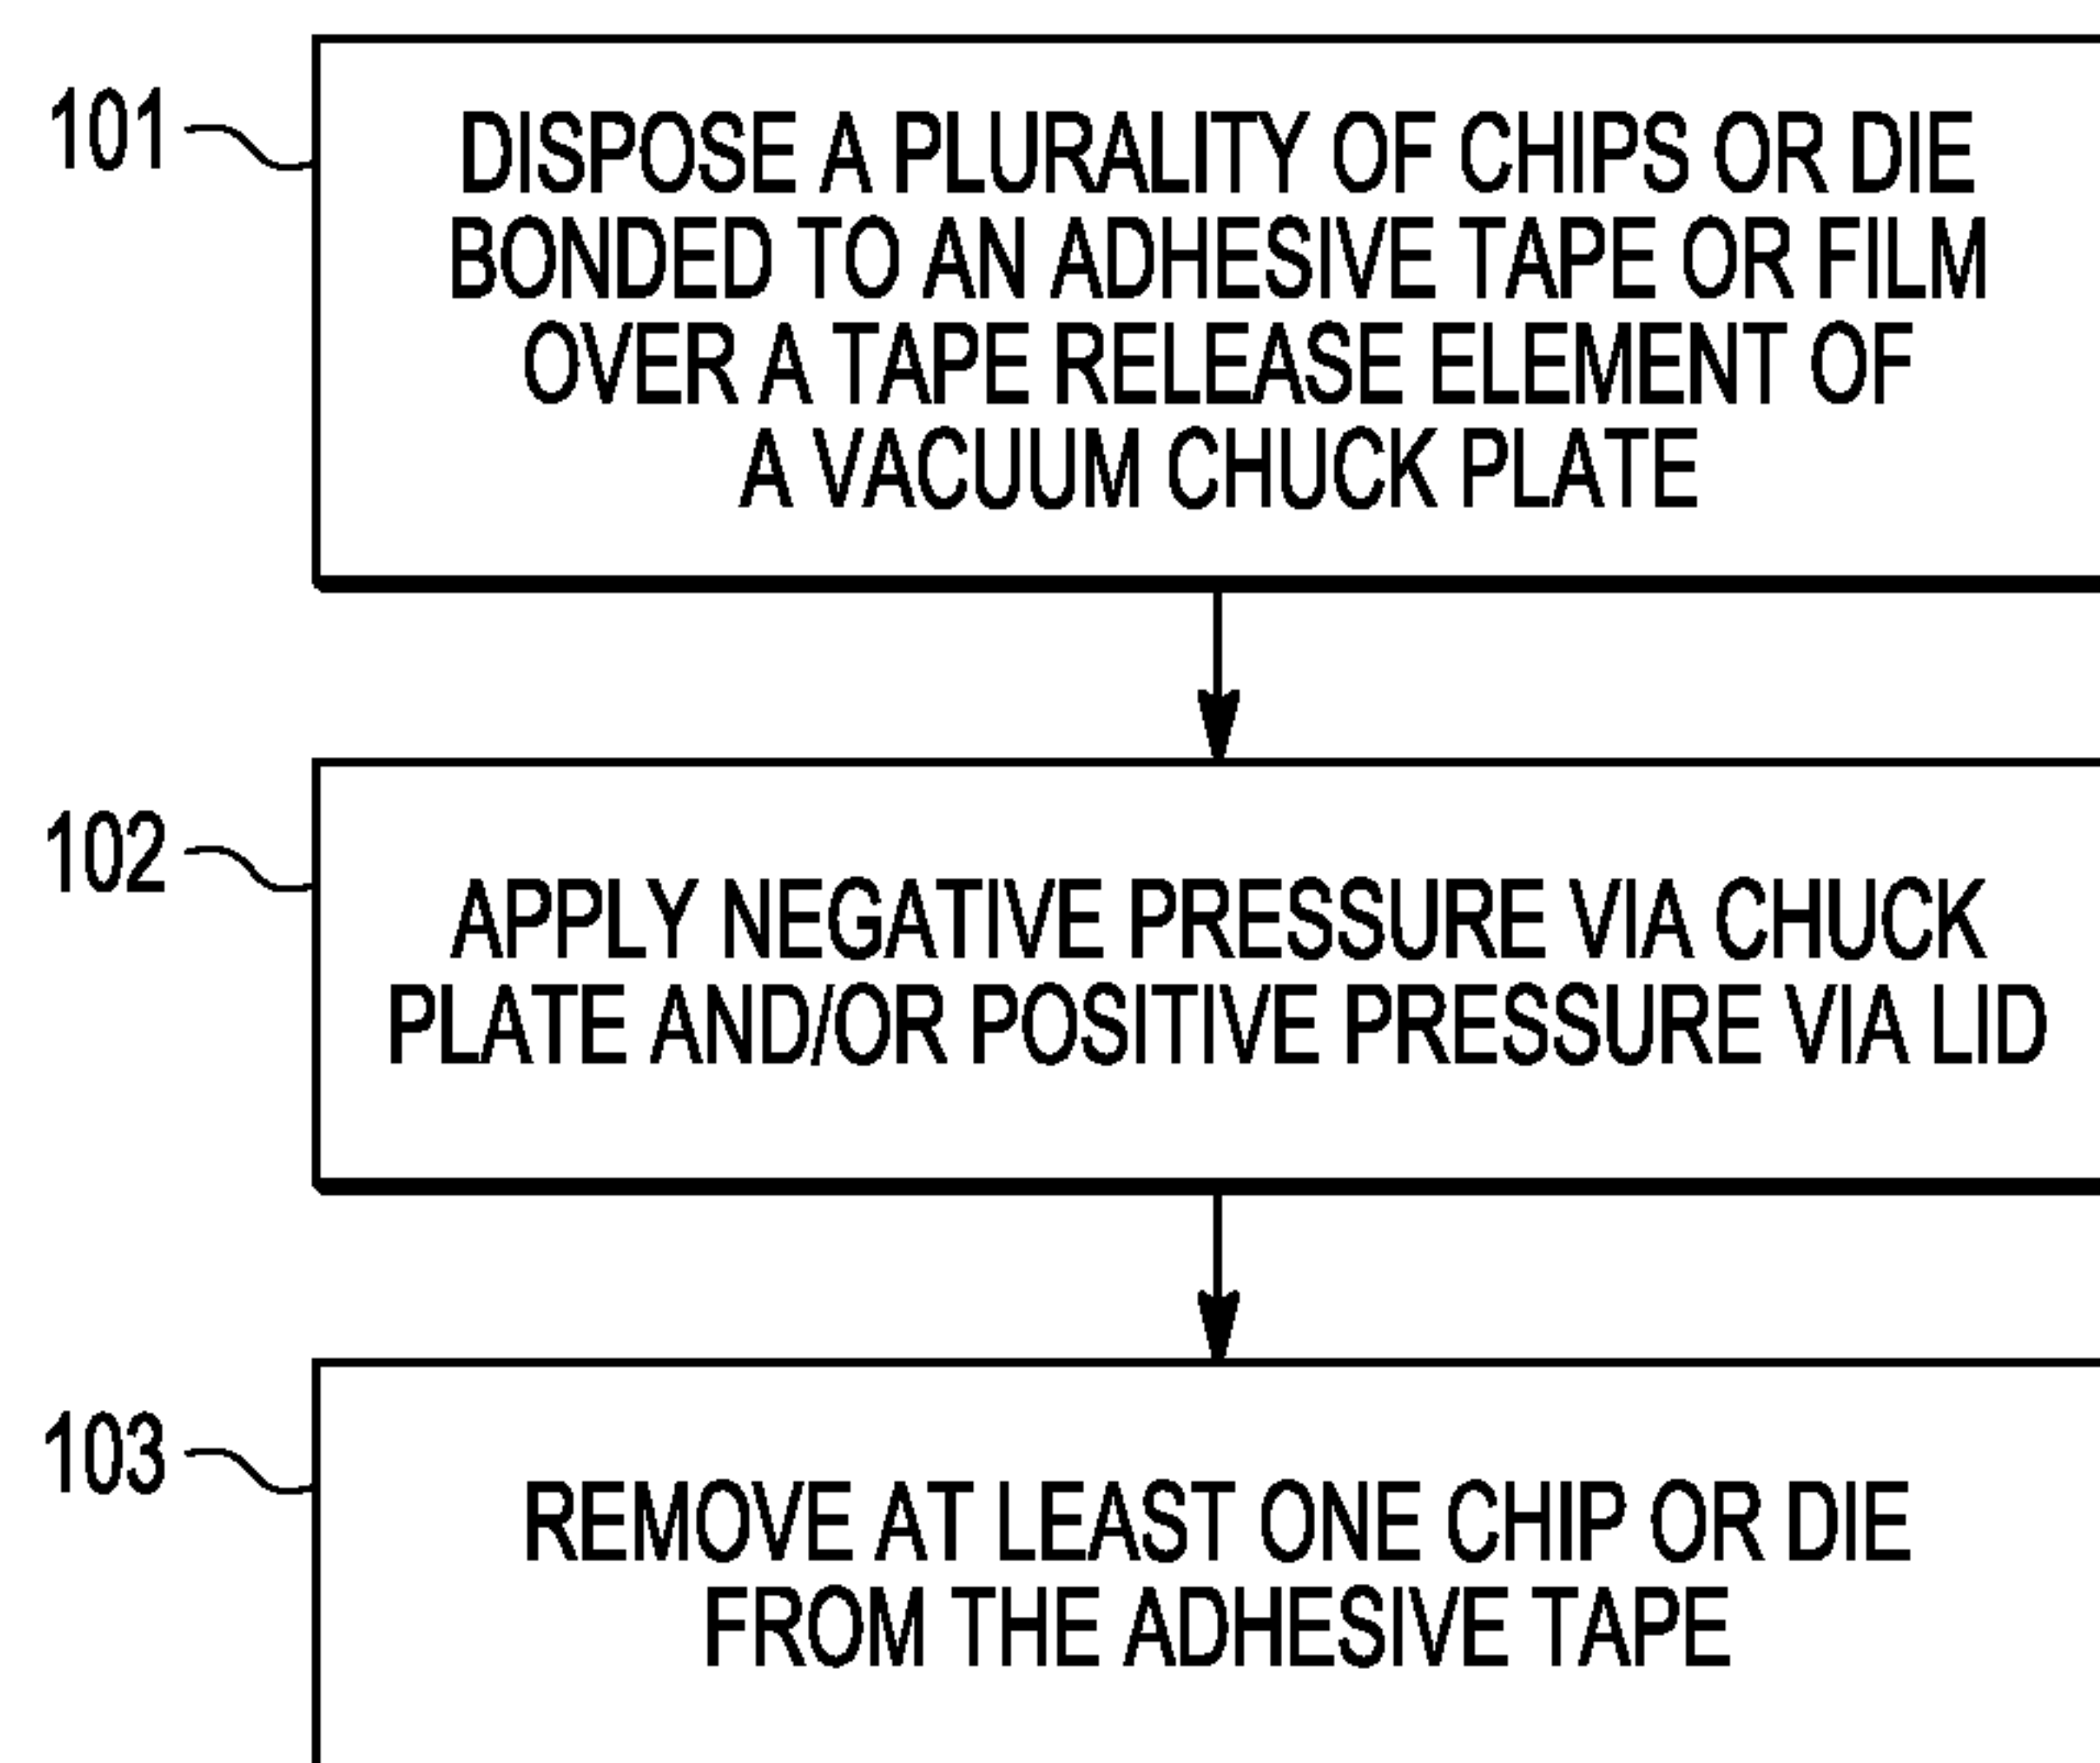 101
DISPOSE A PLURALITY OF CHIPS OR DIE
BONDED TO AN ADHESIVE TAPE OR FILM
OVER A TAPE RELEASE ELEMENT OF
A VACUUM CHUCK PLATE
102
APPLY NEGATIVE PRESSURE VIA CHUCK
PLATE AND/OR POSITIVE PRESSURE VIA LID
103
REMOVE AT LEAST ONE CHIP OR DIE
FROM THE ADHESIVE TAPE